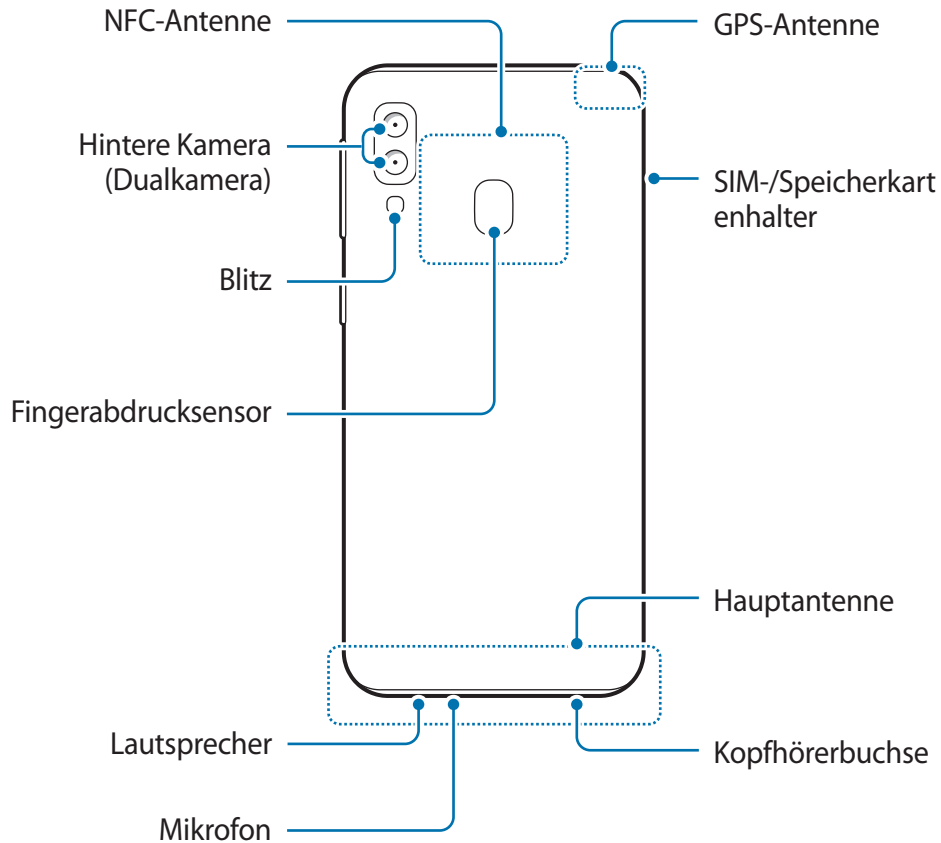 NFC-Antenne
GPS-Antenne
Hintere Kamera
(Dualkamera)
SIM-/Speicherkart
enhalter
Blitz
Fingerabdrucksensor
Hauptantenne
Lautsprecher
Kopfhörerbuchse
Mikrofon